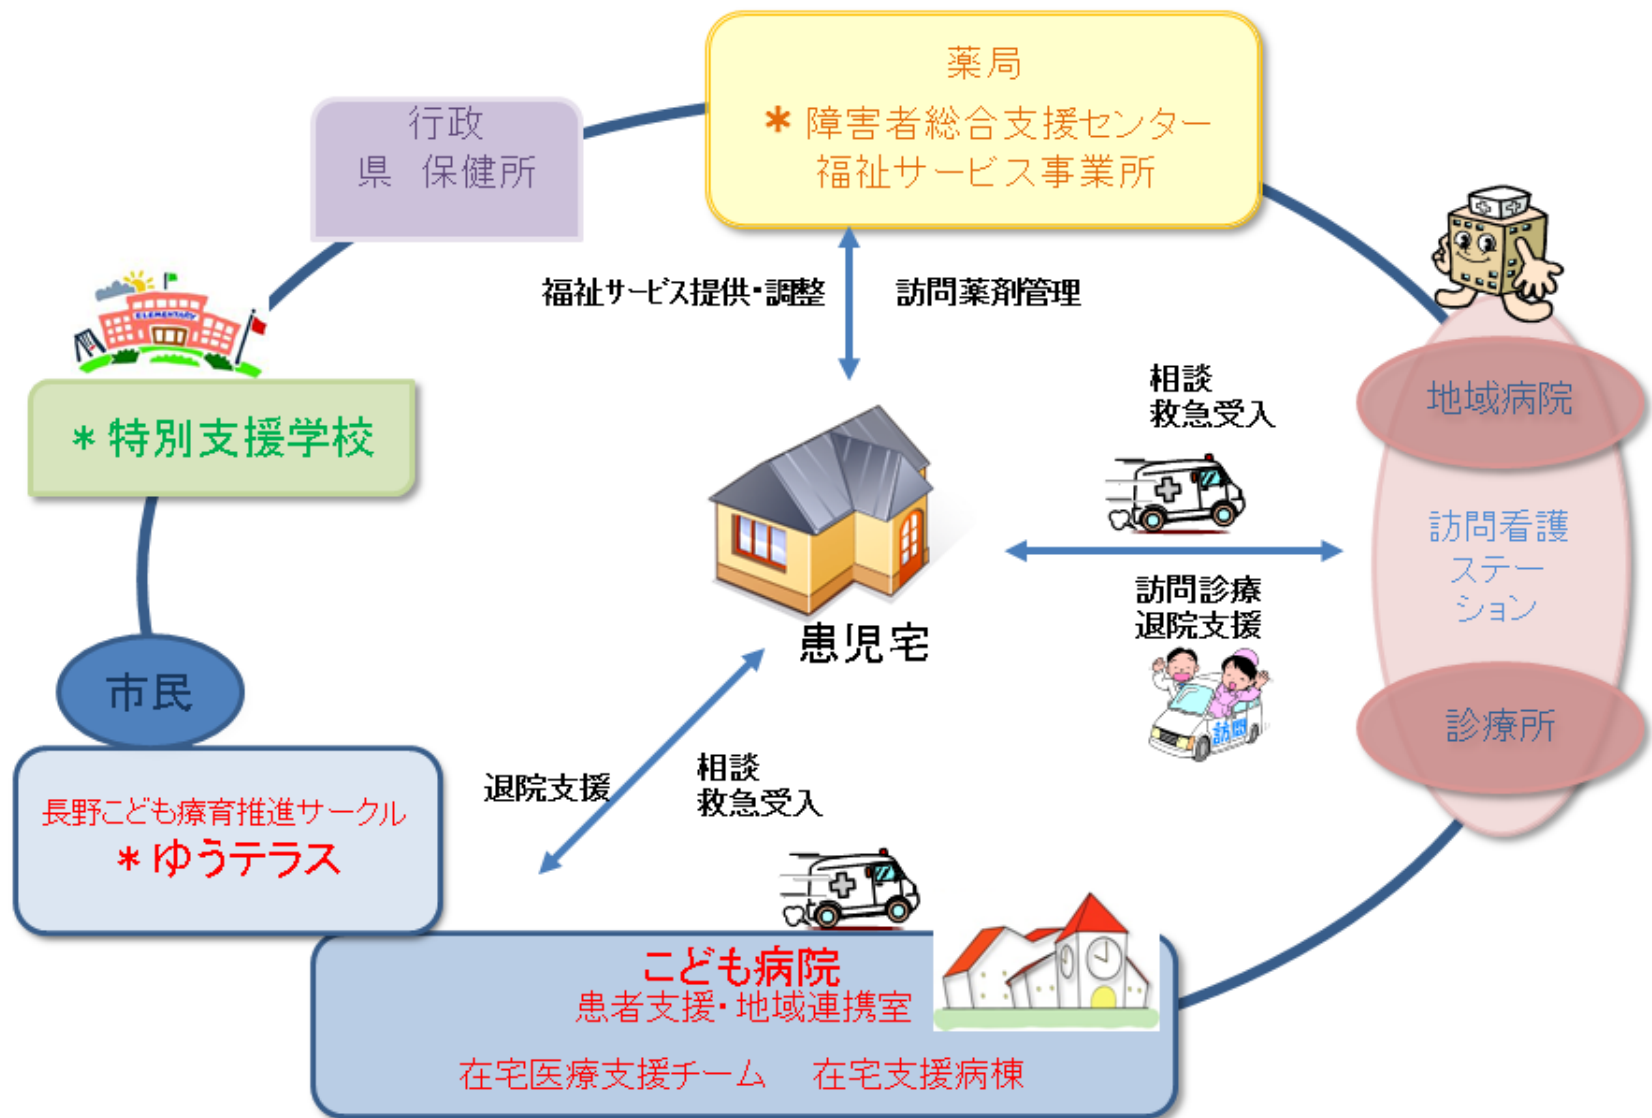 薬局
* 障害者総合支援センター
福祉サービス事業所
行政
県 保健所
福祉サービス提供・調整
訪問薬剤管理
ELEMENTARY
* 特別支援学校
相談
救急受入
地域病院
訪問看護
ステー
ション
訪問診療
退院支援
患児宅
市民
訪問
診療所
退院支援
相談
救急受入
長野こども療育推進サークル
* ゆうテラス
こども病院
患者支援・地域連携室
在宅医療支援チーム 在宅支援病棟